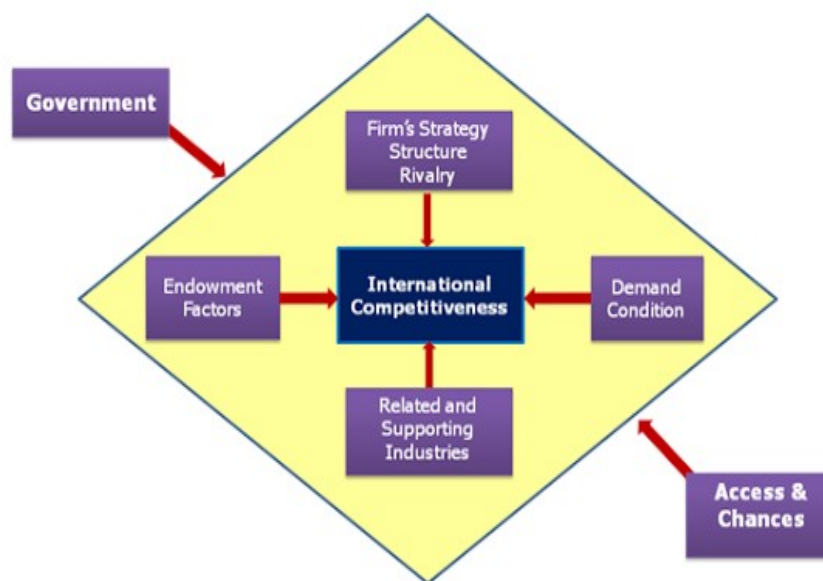 Government
Firm's Strategy
Structure
Rivalry
Endowment
Factors
International
Competitiveness
Demand
Condition
Related and
Supporting
Industries
Access &
Chances